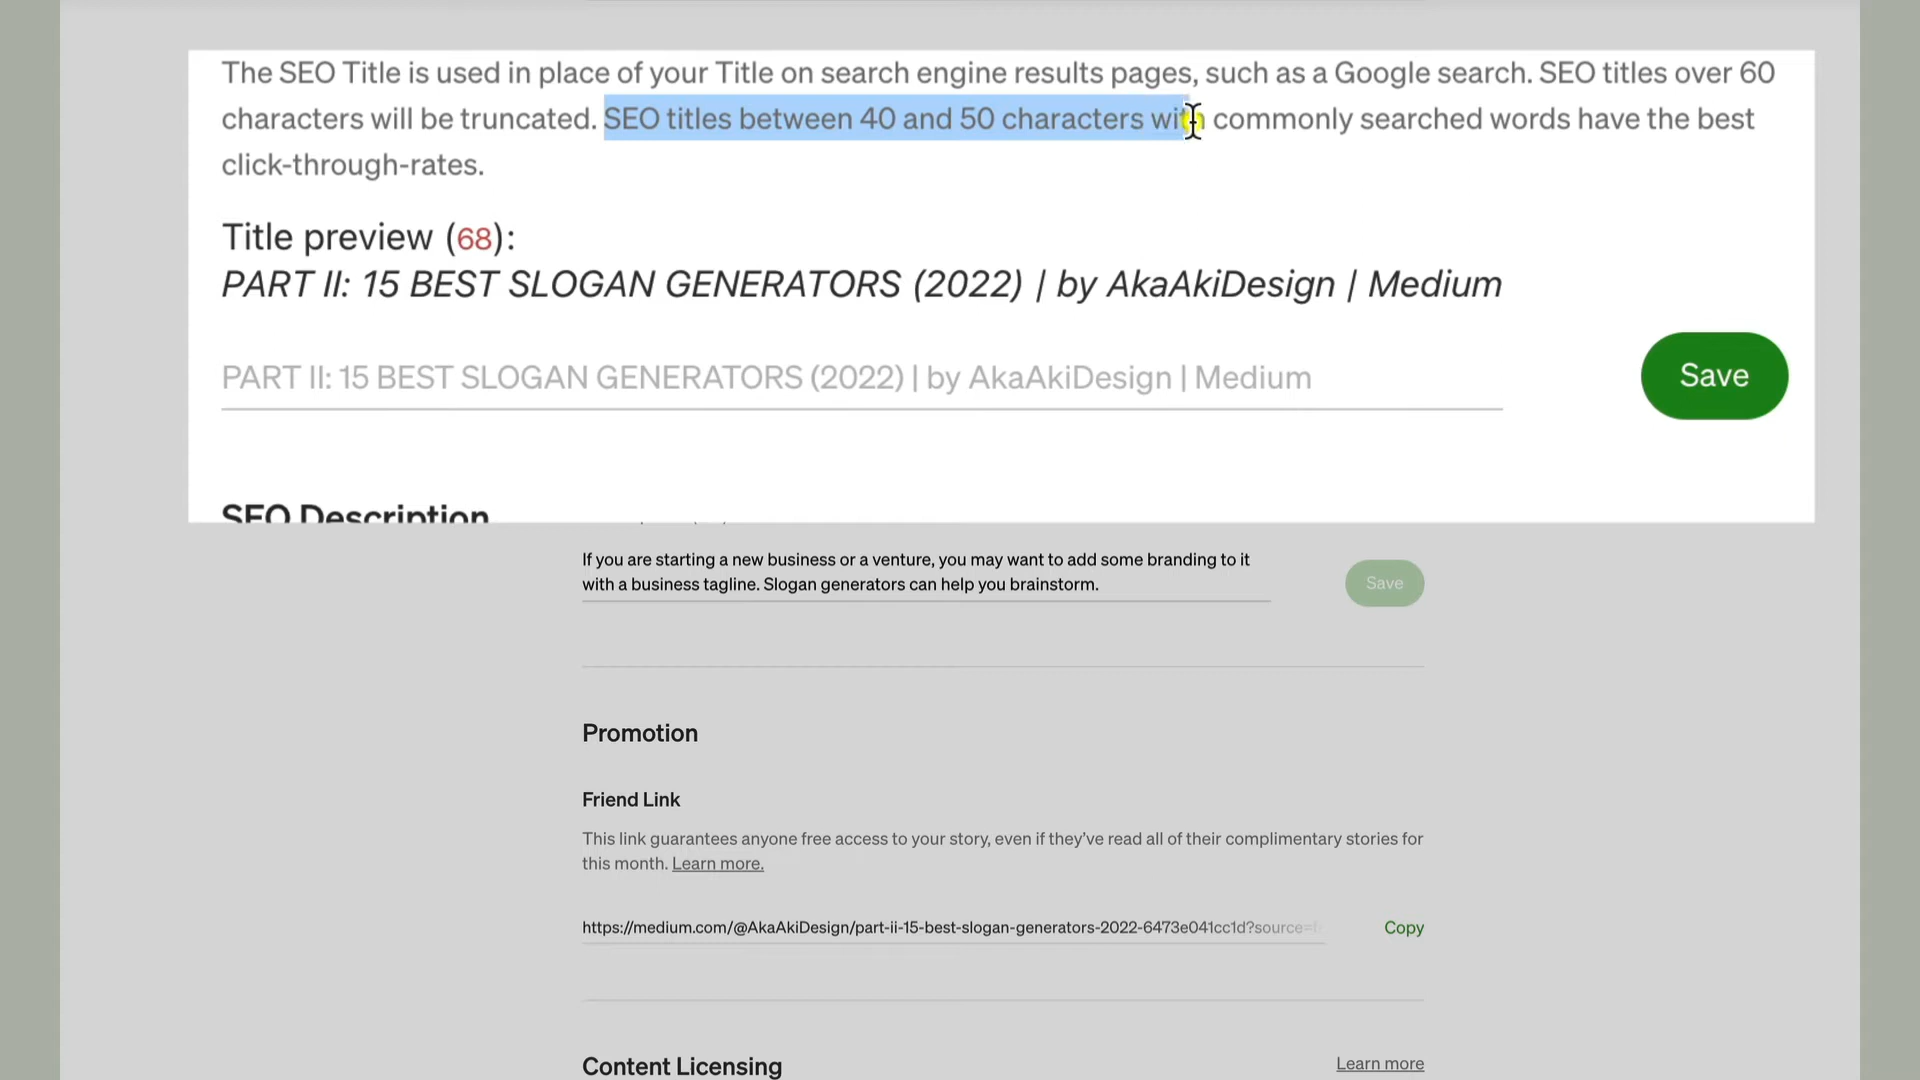 The SEO Title is used in place of your Title on search engine results pages, such as a Google search. SEO titles over 60
characters will be truncated. SEO titles between 40 and 50 characters with commonly searched words have the best
click-through-rates.
Title preview (68):
PART II: 15 BEST SLOGAN GENERATORS (2022) | by AkaAkiDesign | Medium
PART II: 15 BEST SLOGAN GENERATORS (2022) | by AkaAkiDesign | Medium
Save
SEO Description
If you are starting a new business or a venture, you may want to add some branding to it
with a business tagline. Slogan generators can help you brainstorm.
Save
Promotion
Friend Link
This link guarantees anyone free access to your story, even if they've read all of their complimentary stories for
this month. Learn more.
https://medium.com/@AkaAkiDesign/part-ii-15-best-slogan-generators-2022-6473e041cc1d?source=
Copy
Content Licensing
Learn more